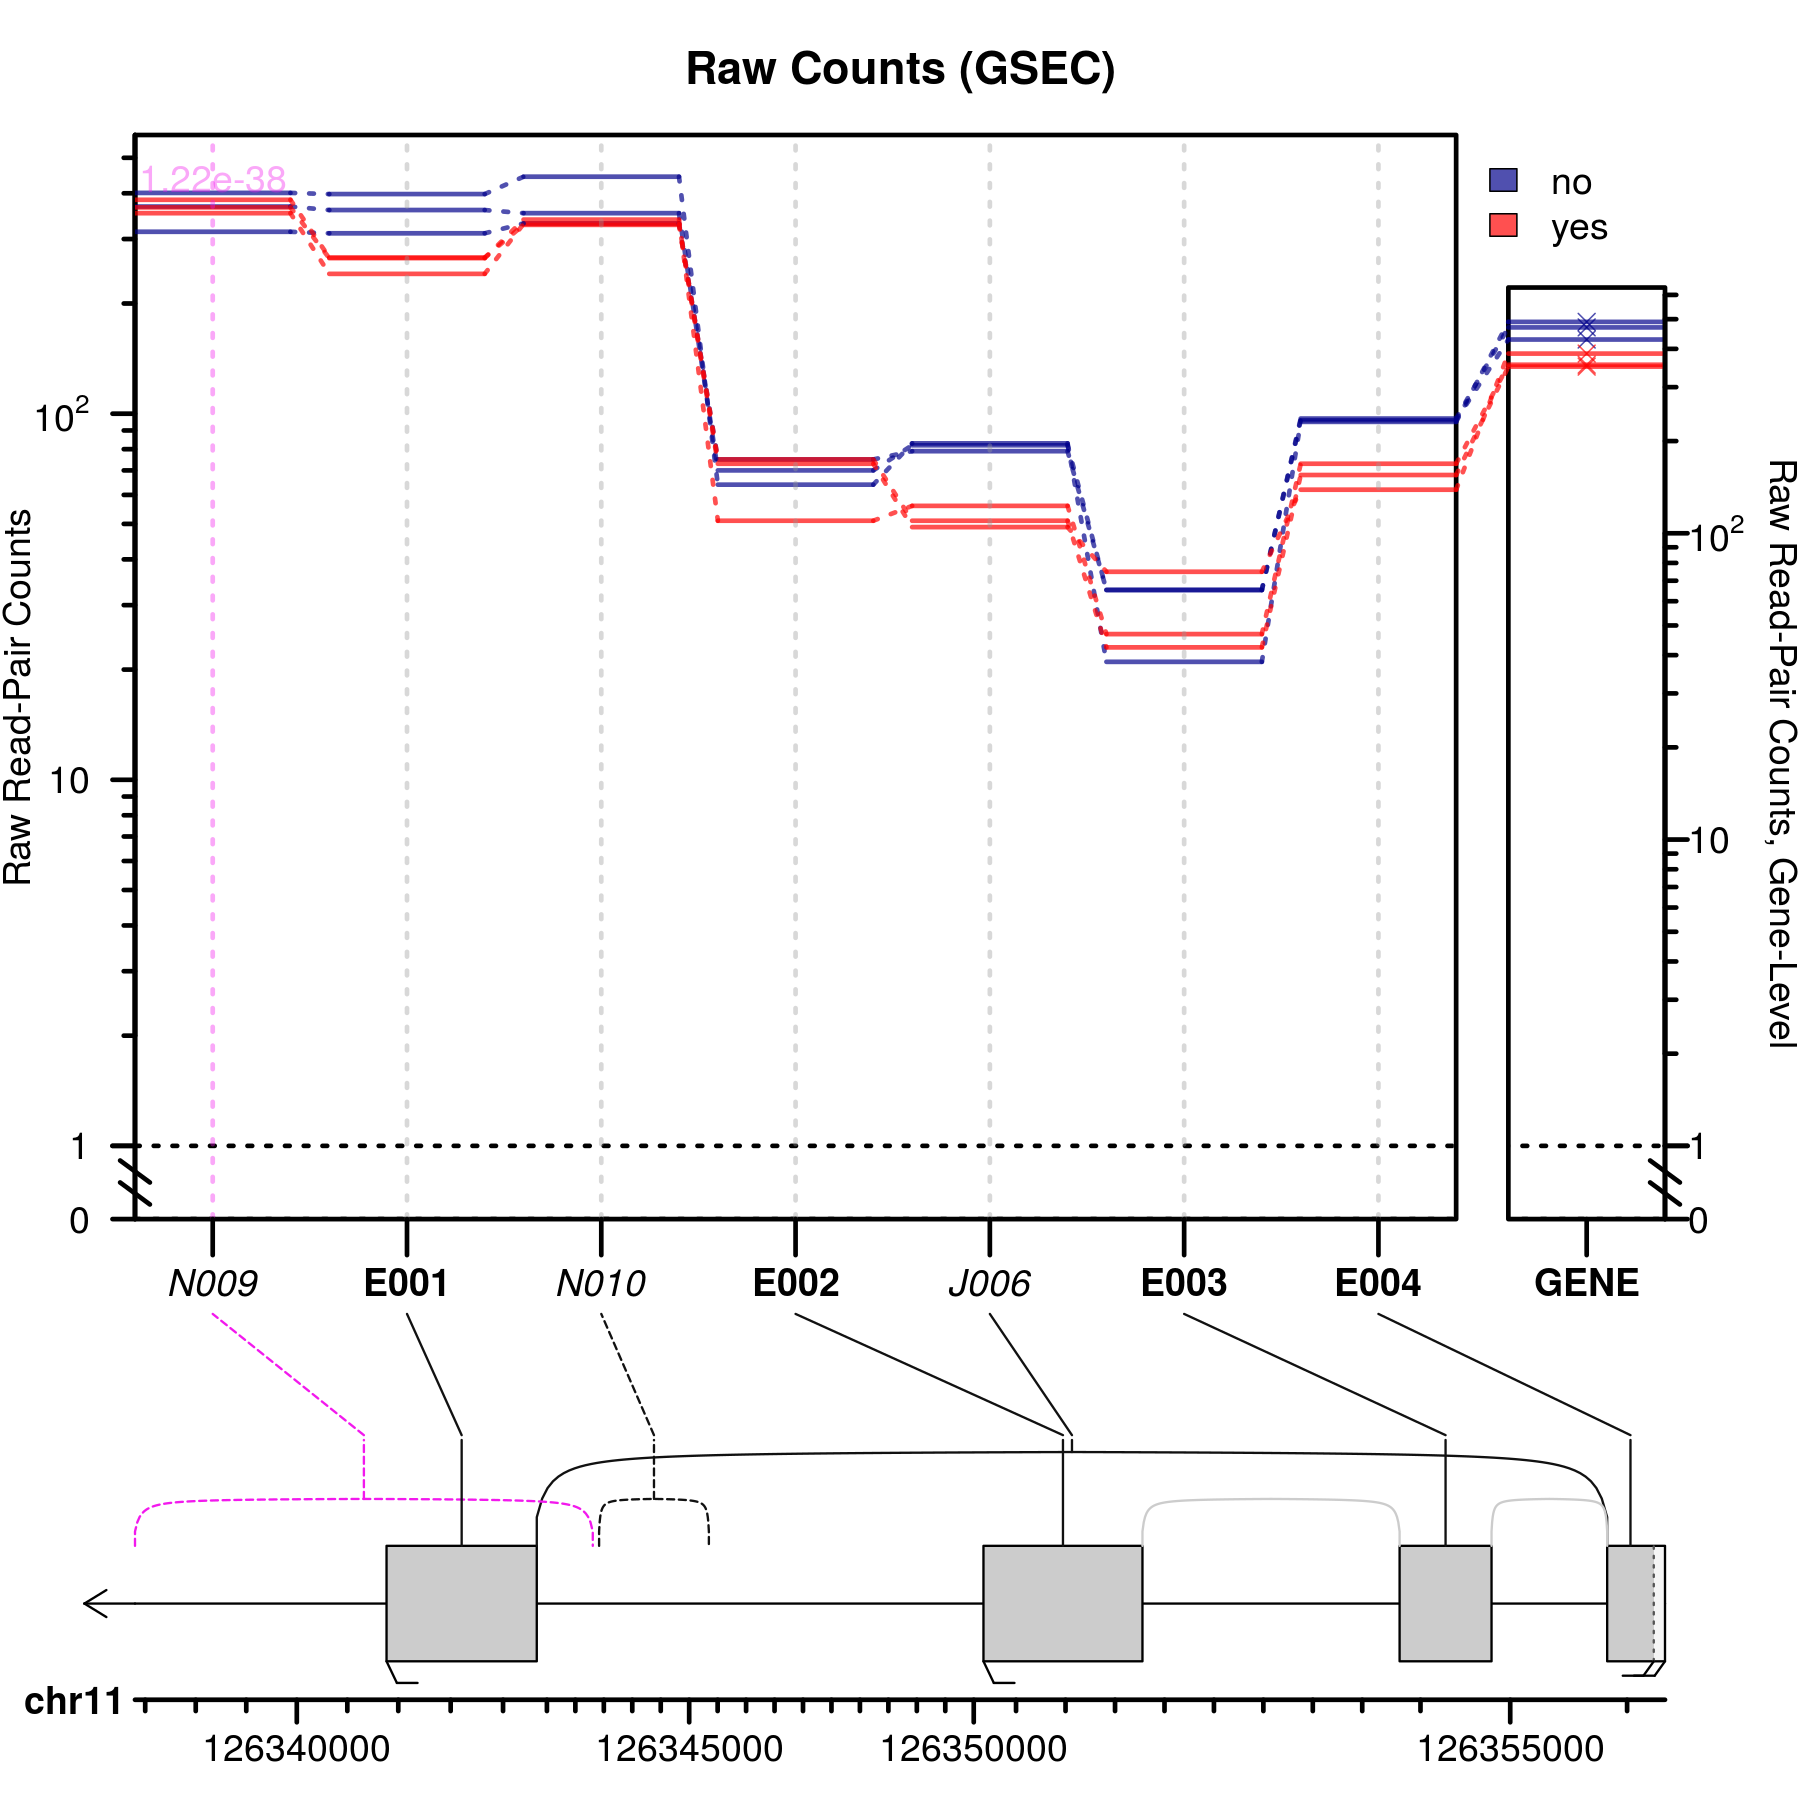 Raw Counts (GSEC)
1.22e-38
no
yes
Raw Read-Pair Counts
10²
10
1
0
Raw Read-Pair Counts, Gene-Level
10²
10
1
0
N009 E001 N010 E002 J006 E003 E004 GENE
chr11
126340000 126345000 126350000 126355000